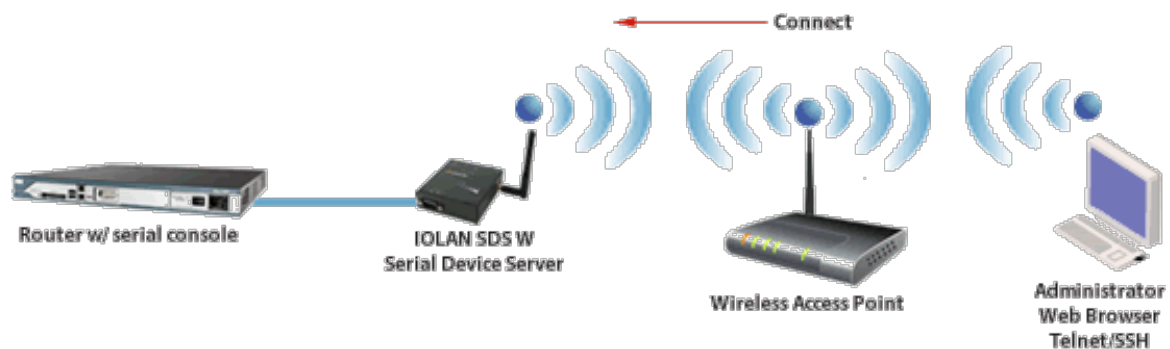 Connect
Router w/ serial console
IOLAN SDS W
Serial Device Server
Wireless Access Point
Administrator
Web Browser
Telnet/SSH